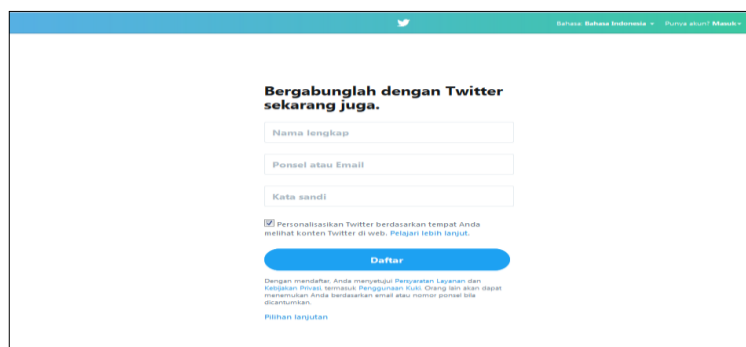 Bahasa: Bahasa Indonesia
Punya akun? Masuk
Bergabunglah dengan Twitter
sekarang juga.
Nama lengkap
Ponsel atau Email
Kata sandi
Personalisasikan Twitter berdasarkan tempat Anda
melihat konten Twitter di web. Pelajari lebih lanjut.
Daftar
Dengan mendaftar, Anda menyetujui Persyaratan Layanan dan
Kebijakan Privasi, termasuk Penggunaan Kuki. Orang lain akan dapat
menemukan Anda berdasarkan email atau nomor ponsel bila
dicantumkan.
Pilihan lanjutan